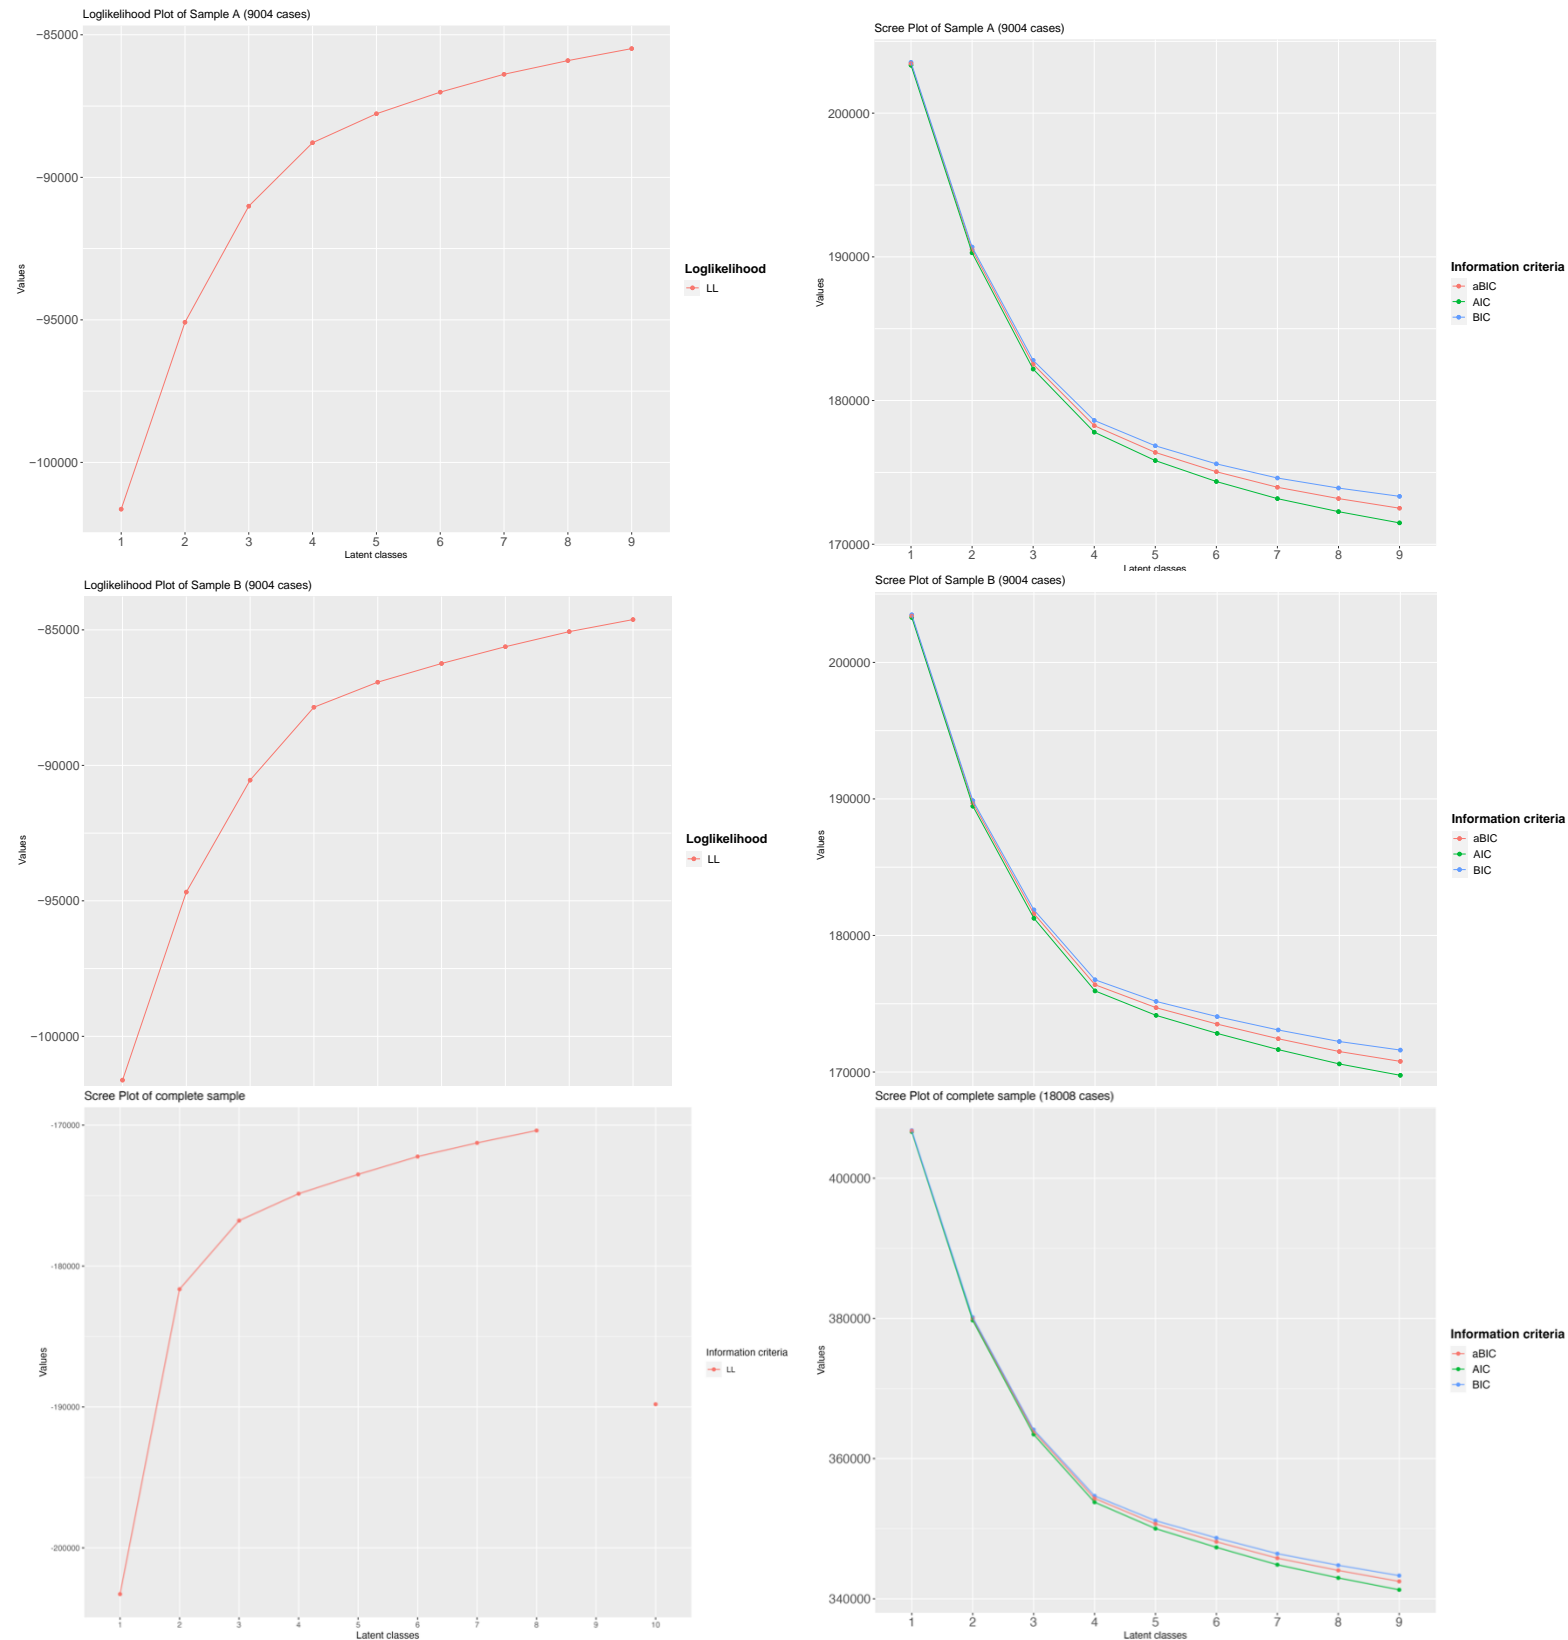 Loglikelihood Plot of Sample A (9004 cases)
−85000
−90000
−95000
−100000
Values
1 2 3 4 5 6 7 8 9
Latent classes
Loglikelihood
LL
Scree Plot of Sample A (9004 cases)
200000
190000
180000
170000
Values
1 2 3 4 5 6 7 8 9
Latent classes
Information criteria
aBIC
AIC
BIC
Loglikelihood Plot of Sample B (9004 cases)
−85000
−90000
−95000
−100000
Values
Loglikelihood
LL
Scree Plot of Sample B (9004 cases)
200000
190000
180000
170000
Values
Information criteria
aBIC
AIC
BIC
Scree Plot of complete sample
-170000
-180000
-190000
-200000
Values
1 2 3 4 5 6 7 8 9 10
Latent classes
Information criteria
LL
Scree Plot of complete sample (18008 cases)
400000
380000
360000
340000
Values
1 2 3 4 5 6 7 8 9
Latent classes
Information criteria
aBIC
AIC
BIC